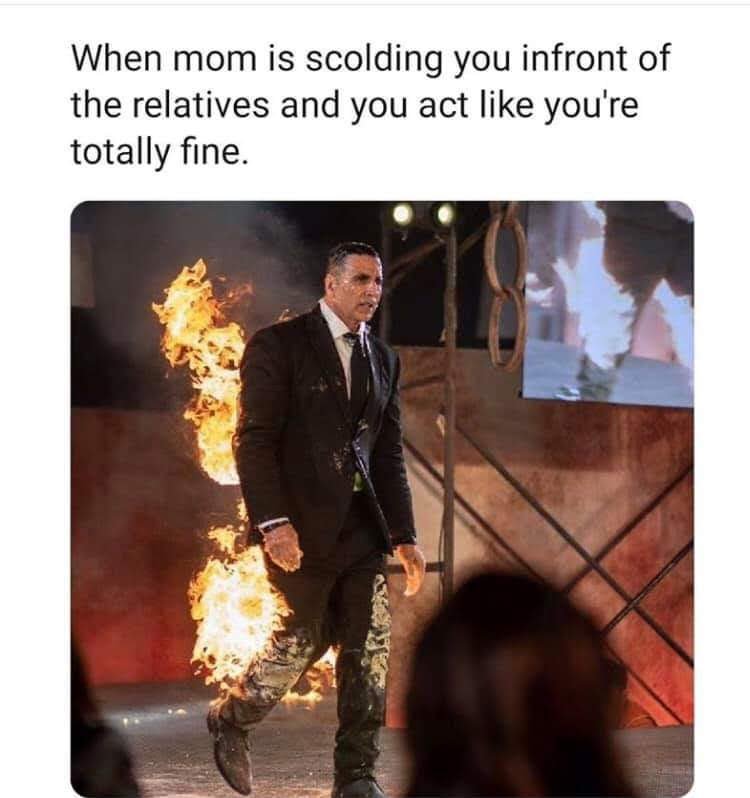 When mom is scolding you infront of
the relatives and you act like you're
totally fine.